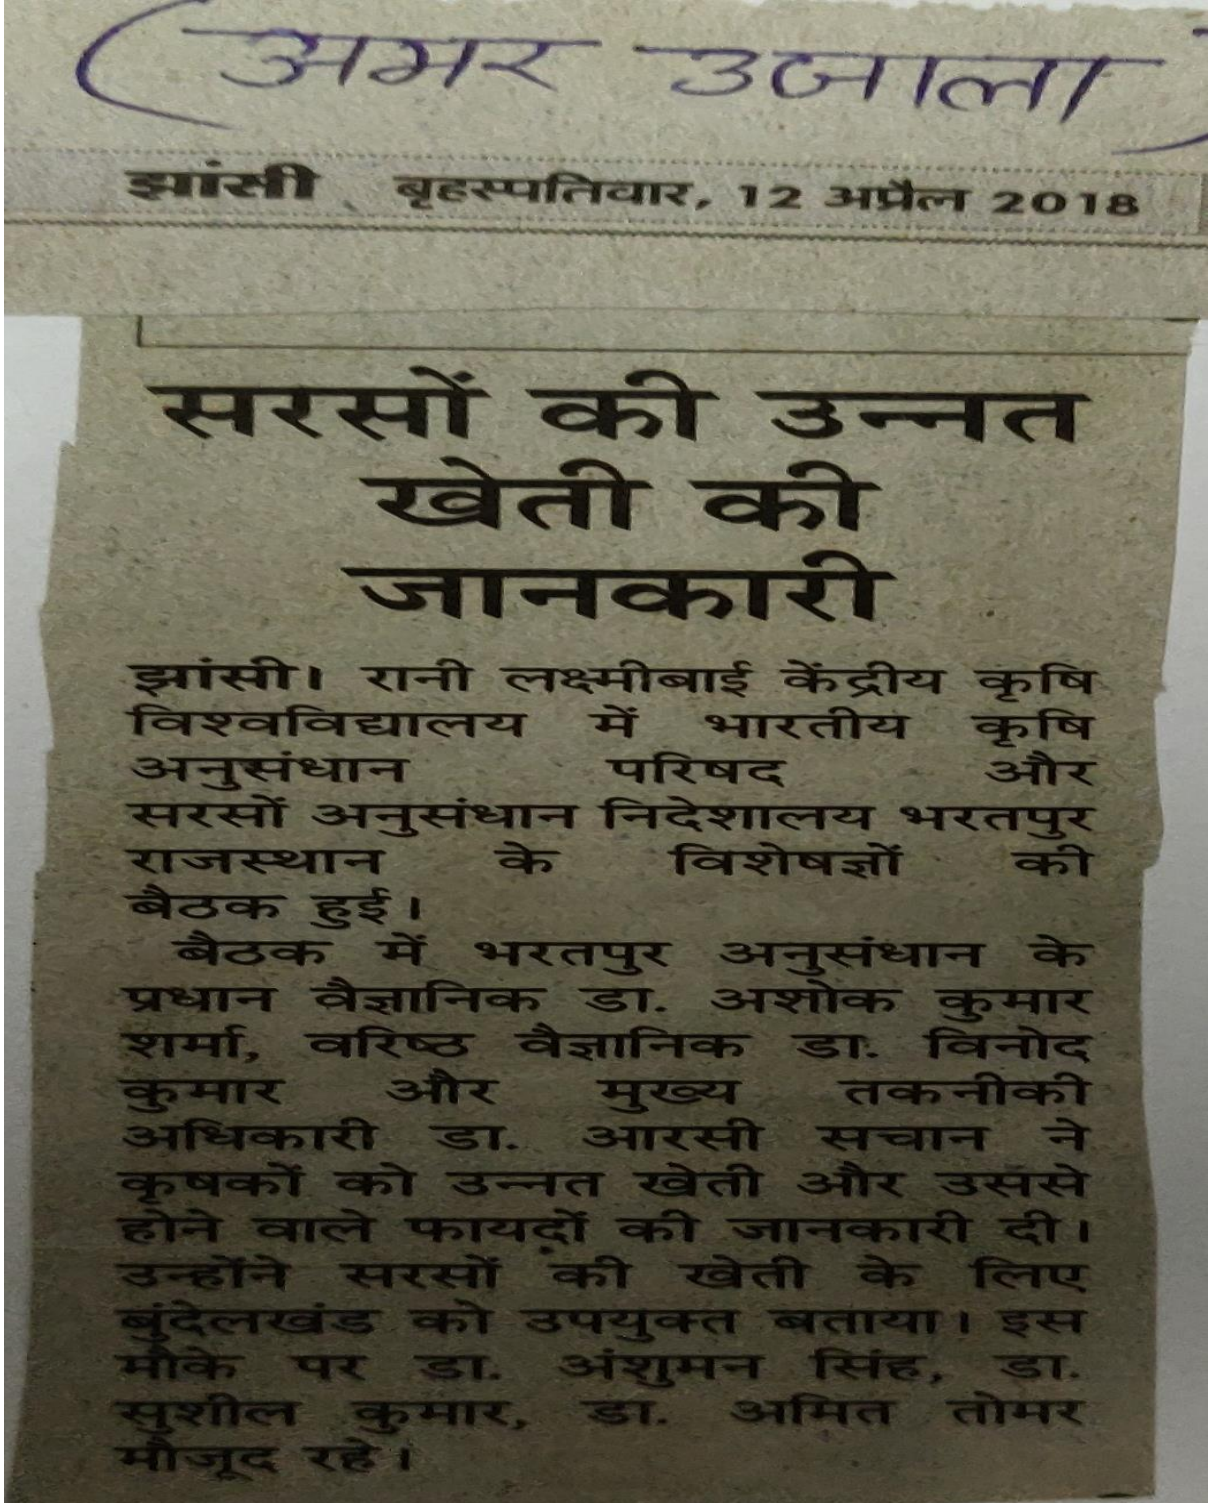 (अमर उजाला)
झांसी बृहस्पतिवार, 12 अप्रैल 2018
सरसों की उन्नत
खेती की
जानकारी
झांसी। रानी लक्ष्मीबाई केंद्रीय कृषि
विश्वविद्यालय में भारतीय कृषि
अनुसंधान परिषद और
सरसों अनुसंधान निदेशालय भरतपुर
राजस्थान के विशेषज्ञों की
बैठक हुई।
बैठक में भरतपुर अनुसंधान के
प्रधान वैज्ञानिक डा. अशोक कुमार
शर्मा, वरिष्ठ वैज्ञानिक डा. विनोद
कुमार और मुख्य तकनीकी
अधिकारी डा. आरसी सचान ने
कृषकों को उन्नत खेती और उससे
होने वाले फायदों की जानकारी दी।
उन्होंने सरसों की खेती के लिए
बुंदेलखंड को उपयुक्त बताया। इस
मौके पर डा. अंशुमन सिंह, डा.
सुशील कुमार, डा. अमित तोमर
मौजूद रहे।